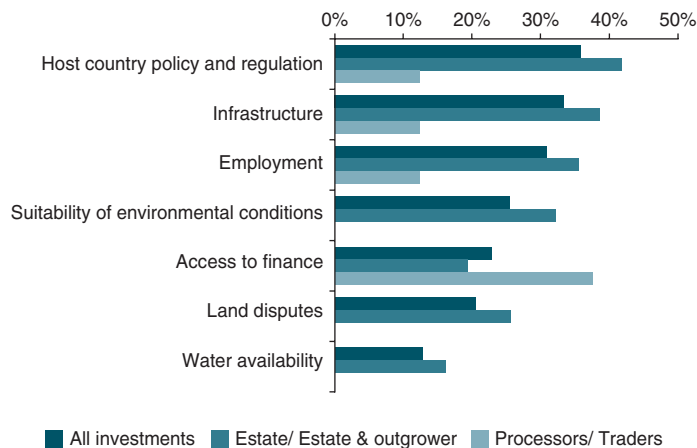 0% 10% 20% 30% 40% 50%
Host country policy and regulation
Infrastructure
Employment
Suitability of environmental conditions
Access to finance
Land disputes
Water availability
All investments Estate/ Estate & outgrower Processors/ Traders